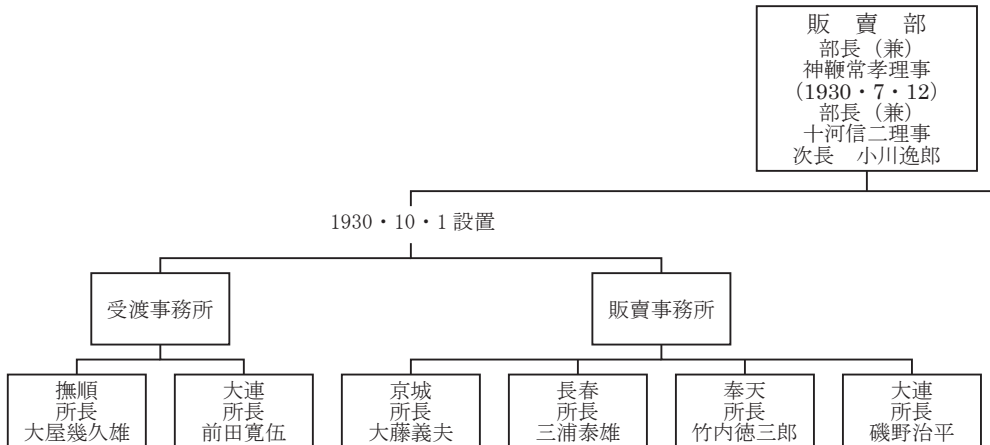 販 賣 部
部長（兼）
神鞭常孝理事
（1930・7・12）
部長（兼）
十河信二理事
次長　小川逸郎
1930・10・1 設置
受渡事務所
販賣事務所
撫順
所長
大屋幾久雄
大連
所長
前田寛伍
京城
所長
大藤義夫
長春
所長
三浦泰雄
奉天
所長
竹内徳三郎
大連
所長
磯野治平